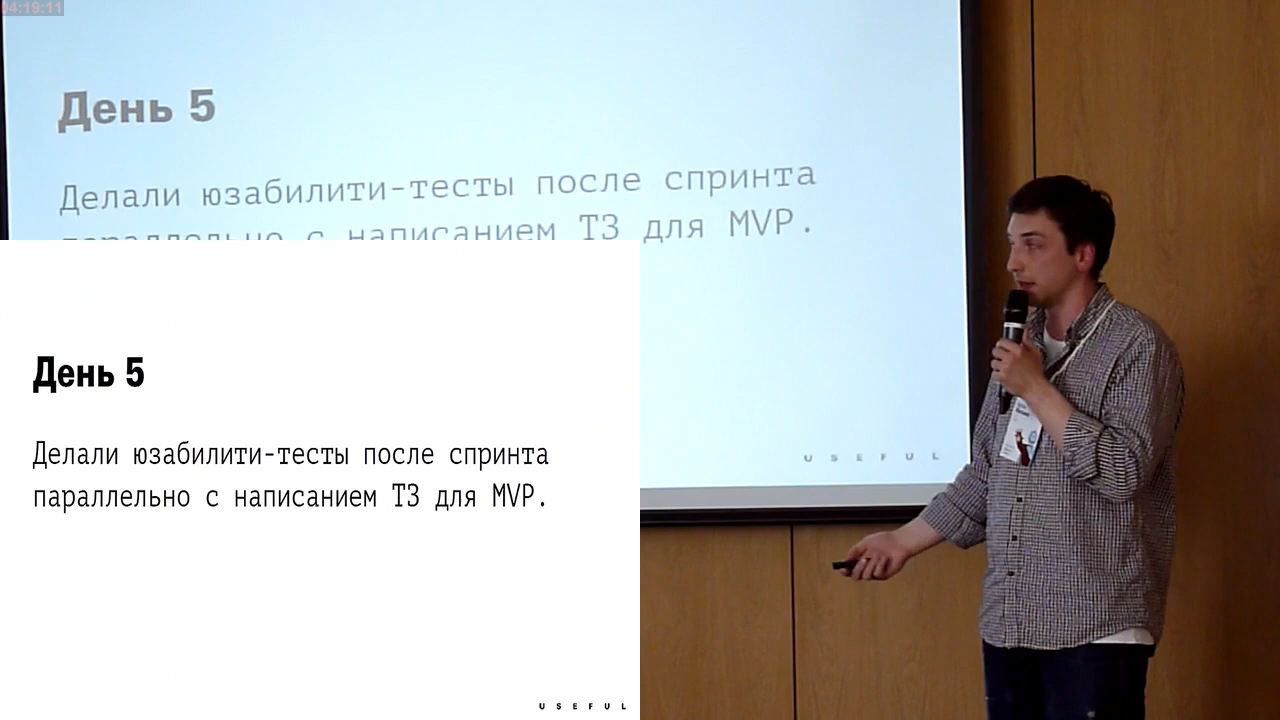 04:19:11
День 5
Делали юзабилити-тесты после спринта
параллельно с написанием ТЗ для MVP.
USEFUL
День 5
Делали юзабилити-тесты после спринта
параллельно с написанием ТЗ для MVP.
USEFUL